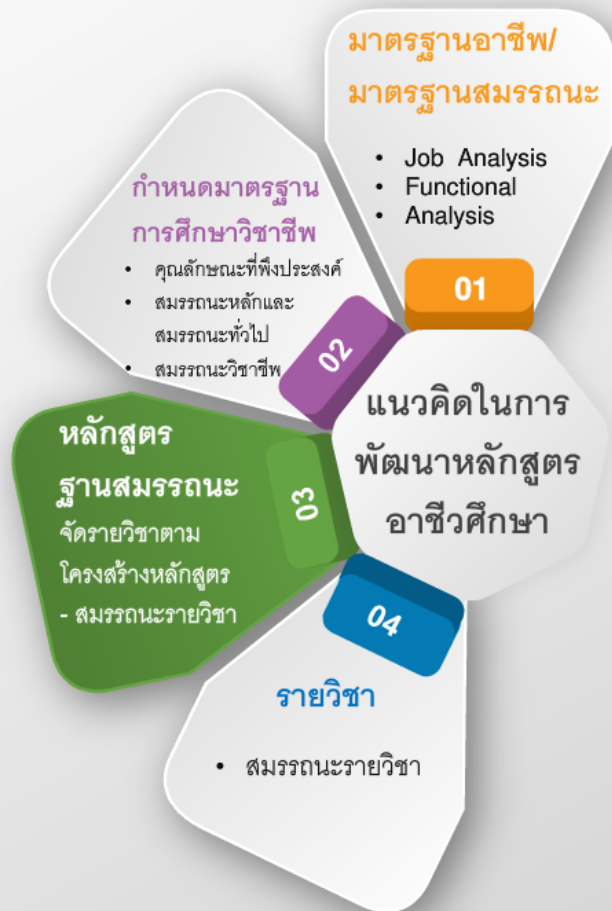 มาตรฐานอาชีพ/
มาตรฐานสมรรถนะ
• Job Analysis
• Functional
• Analysis
01
กำหนดมาตรฐาน
การศึกษาวิชาชีพ
• คุณลักษณะที่พึงประสงค์
• สมรรถนะหลักและ
สมรรถนะทั่วไป
• สมรรถนะวิชาชีพ
02
แนวคิดในการ
พัฒนาหลักสูตร
อาชีวศึกษา
หลักสูตร
ฐานสมรรถนะ
จัดรายวิชาตาม
โครงสร้างหลักสูตร
- สมรรถนะรายวิชา
03
04
รายวิชา
• สมรรถนะรายวิชา